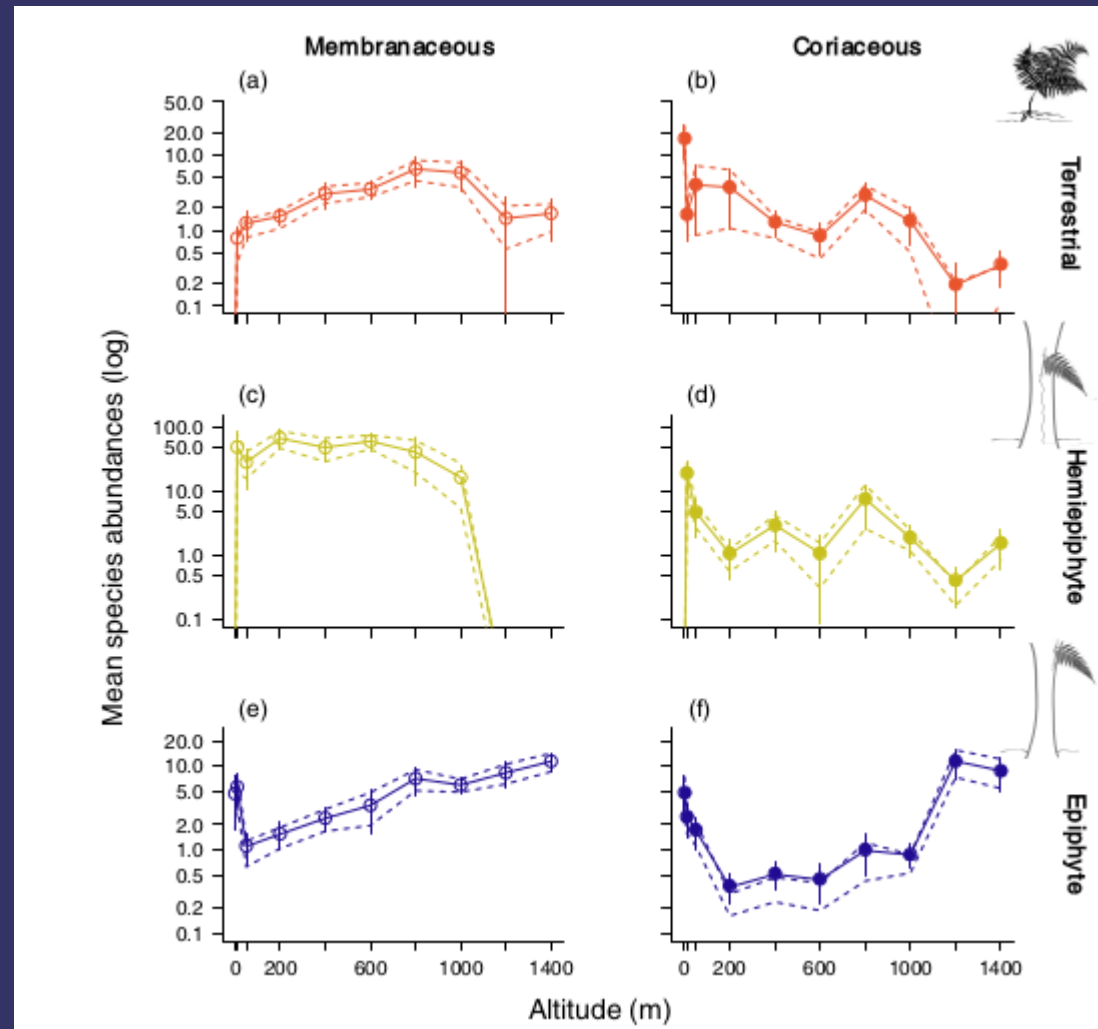 Membranaceous
Coriaceous
(a)
50.0
20.0
10.0
5.0
2.0
1.0
0.5
0.2
0.1
(b)
Terrestrial
Mean species abundances (log)
(c)
100.0
50.0
10.0
5.0
1.0
0.5
0.1
(d)
Hemiepiphyte
(e)
20.0
10.0
5.0
2.0
1.0
0.5
0.2
0.1
0 200 600 1000 1400
(f)
0 200 600 1000 1400
Epiphyte
Altitude (m)